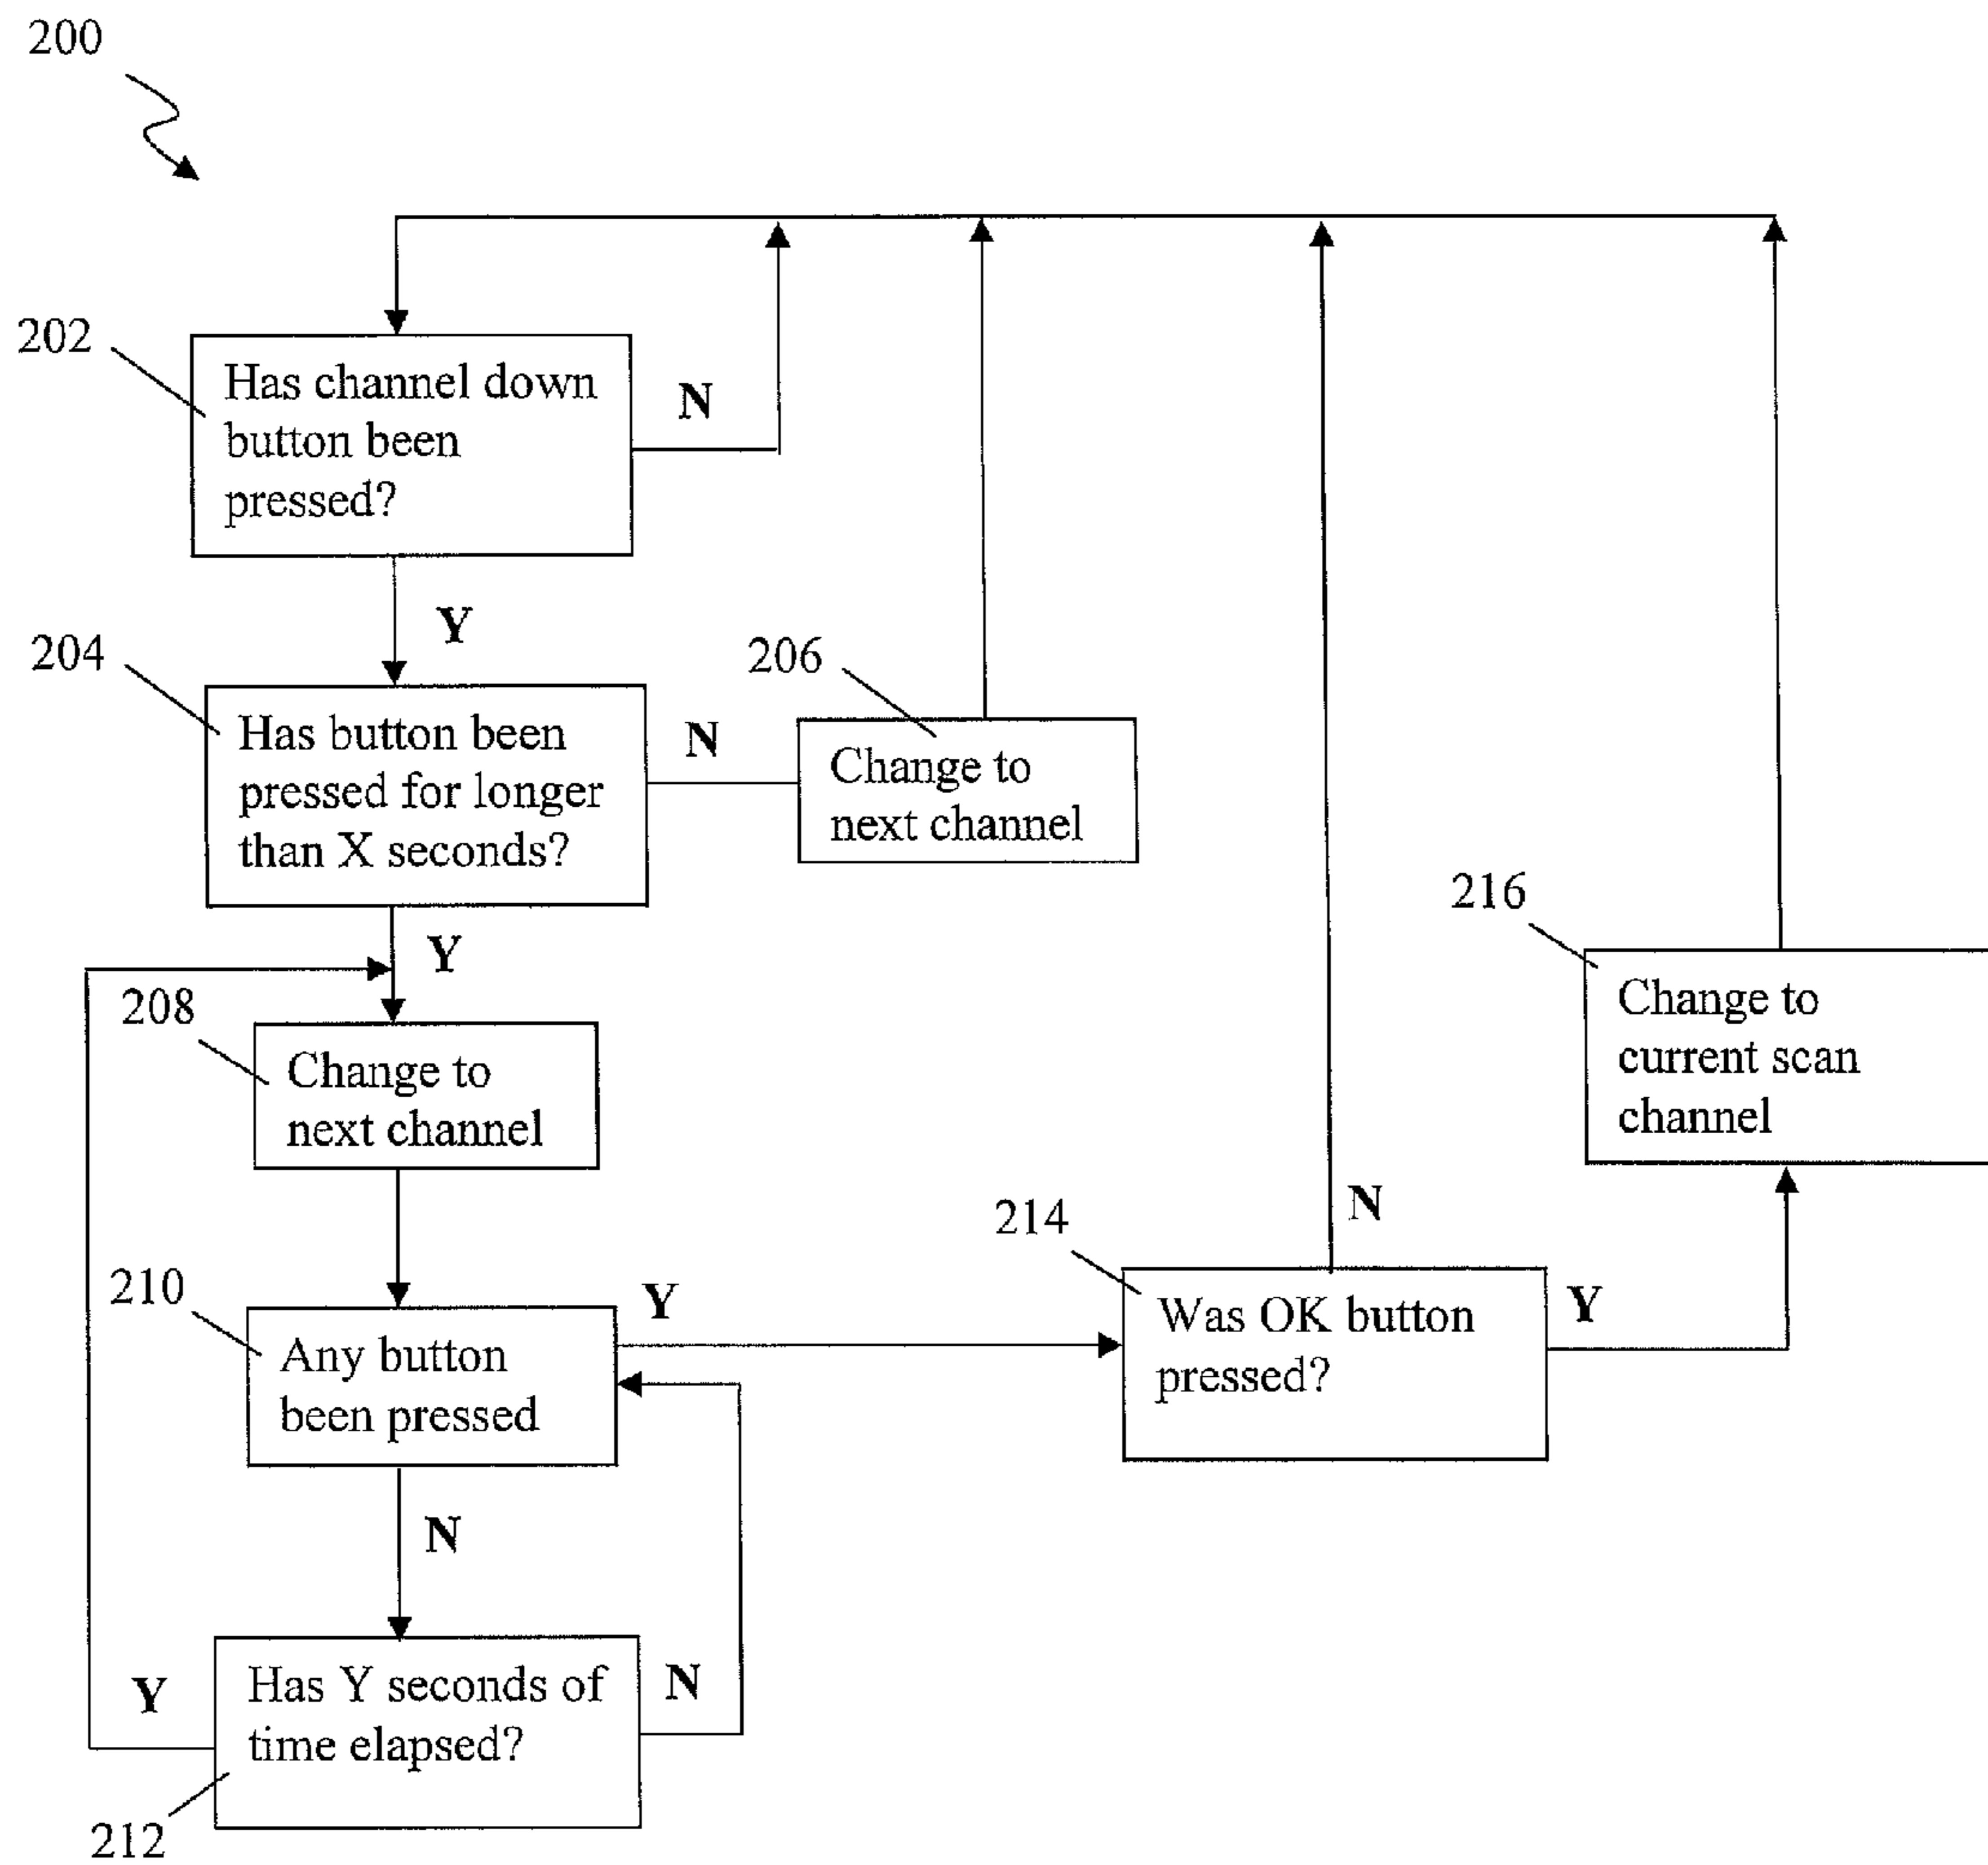 200
202
Has channel down
button been
pressed?
N
Y
204
Has button been
pressed for longer
than X seconds?
N
206
Change to
next channel
Y
208
Change to
next channel
210
Any button
been pressed
Y
N
212
Has Y seconds of
time elapsed?
Y
N
214
Was OK button
pressed?
N
Y
216
Change to
current scan
channel